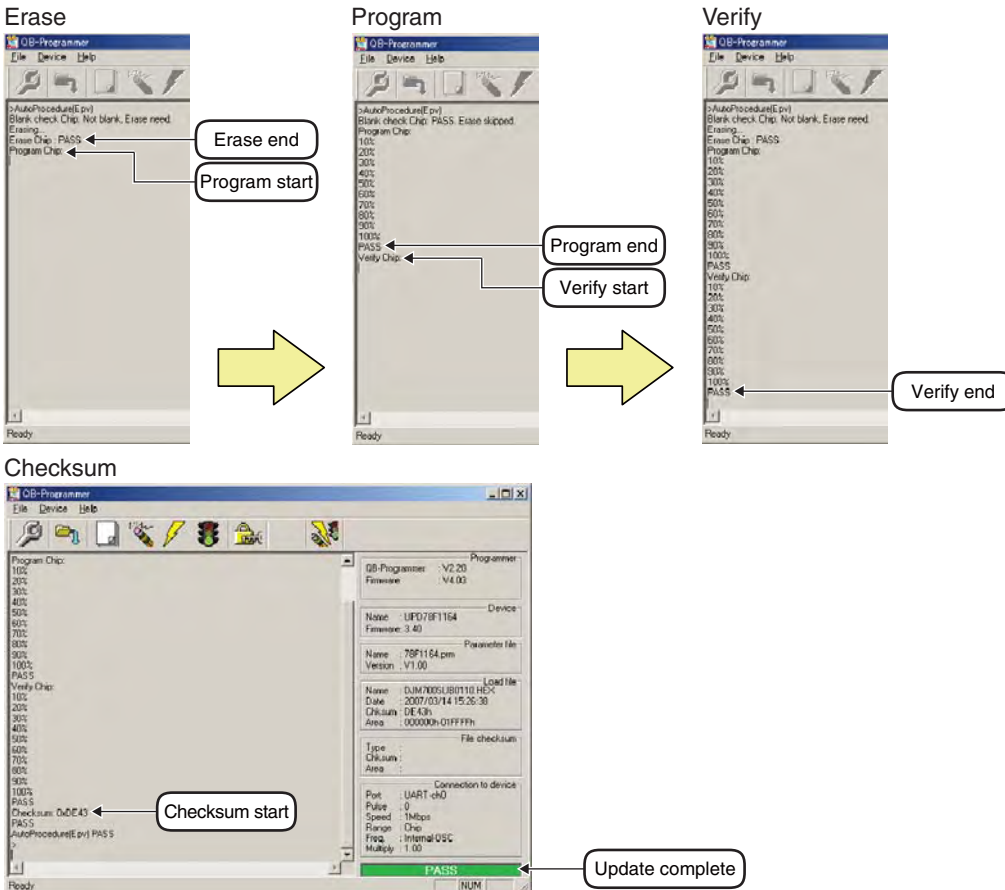 Erase
QB-Programmer
File Device Help
>AutoProcedure(Epv)
Blank check Chip: Not blank, Erase need.
Erasing...
Erase Chip : PASS
Program Chip:
Erase end
Program start
Ready
Program
QB-Programmer
File Device Help
>AutoProcedure(Epv)
Blank check Chip: PASS. Erase skipped.
Program Chip:
10%
20%
30%
40%
50%
60%
70%
80%
90%
100%
PASS
Verify Chip:
Program end
Verify start
Ready
Verify
QB-Programmer
File Device Help
>AutoProcedure(Epv)
Blank check Chip: Not blank, Erase need.
Erasing...
Erase Chip : PASS
Program Chip:
10%
20%
30%
40%
50%
60%
70%
80%
90%
100%
PASS
Verify Chip:
10%
20%
30%
40%
50%
60%
70%
80%
90%
100%
PASS
Verify end
Ready
Checksum
QB-Programmer
File Device Help
Program Chip:
10%
20%
30%
40%
50%
60%
70%
80%
90%
100%
PASS
Verify Chip:
10%
20%
30%
40%
50%
60%
70%
80%
90%
100%
PASS
Checksum: 0xDE43
PASS
AutoProcedure(Epv) PASS
>
Checksum start
Programmer
QB-Programmer : V2.20
Firmware : V4.03
Device
Name : UPD78F1164
Firmware: 3.40
Parameter file
Name : 78F1164.prm
Version : V1.00
Load file
Name : DJM700SUB0110.HEX
Date : 2007/03/14 15:26:30
Chksum : DE43h
Area : 000000h-01FFFFh
File checksum
Type :
Chksum :
Area :
Connection to device
Port : UART-ch0
Pulse : 0
Speed : 1Mbps
Range : Chip
Freq. : Internal-OSC
Multiply : 1.00
PASS
Update complete
Ready
NUM